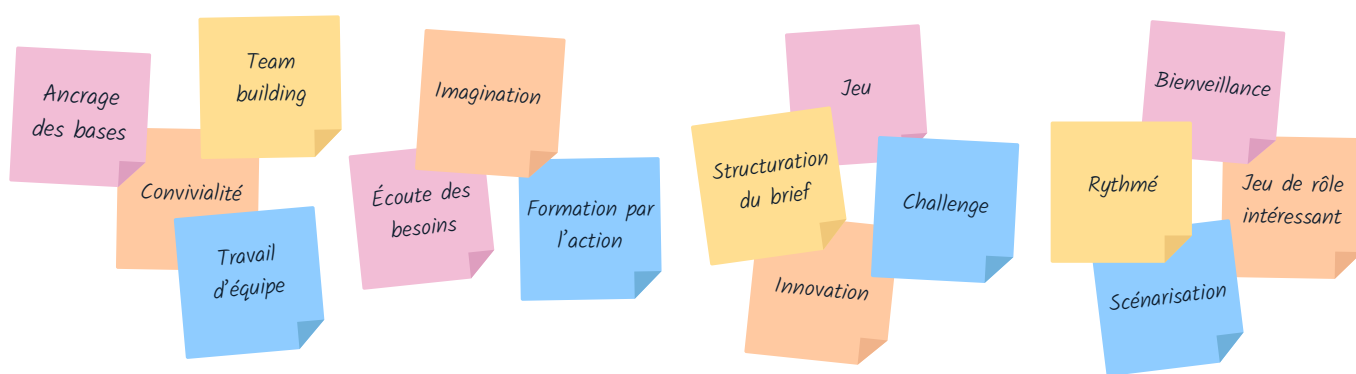 Ancrage
des bases
Team
building
Convivialité
Travail
d'équipe
Imagination
Écoute des
besoins
Formation par
l'action
Jeu
Structuration
du brief
Challenge
Innovation
Bienveillance
Rythmé
Jeu de rôle
intéressant
Scénarisation